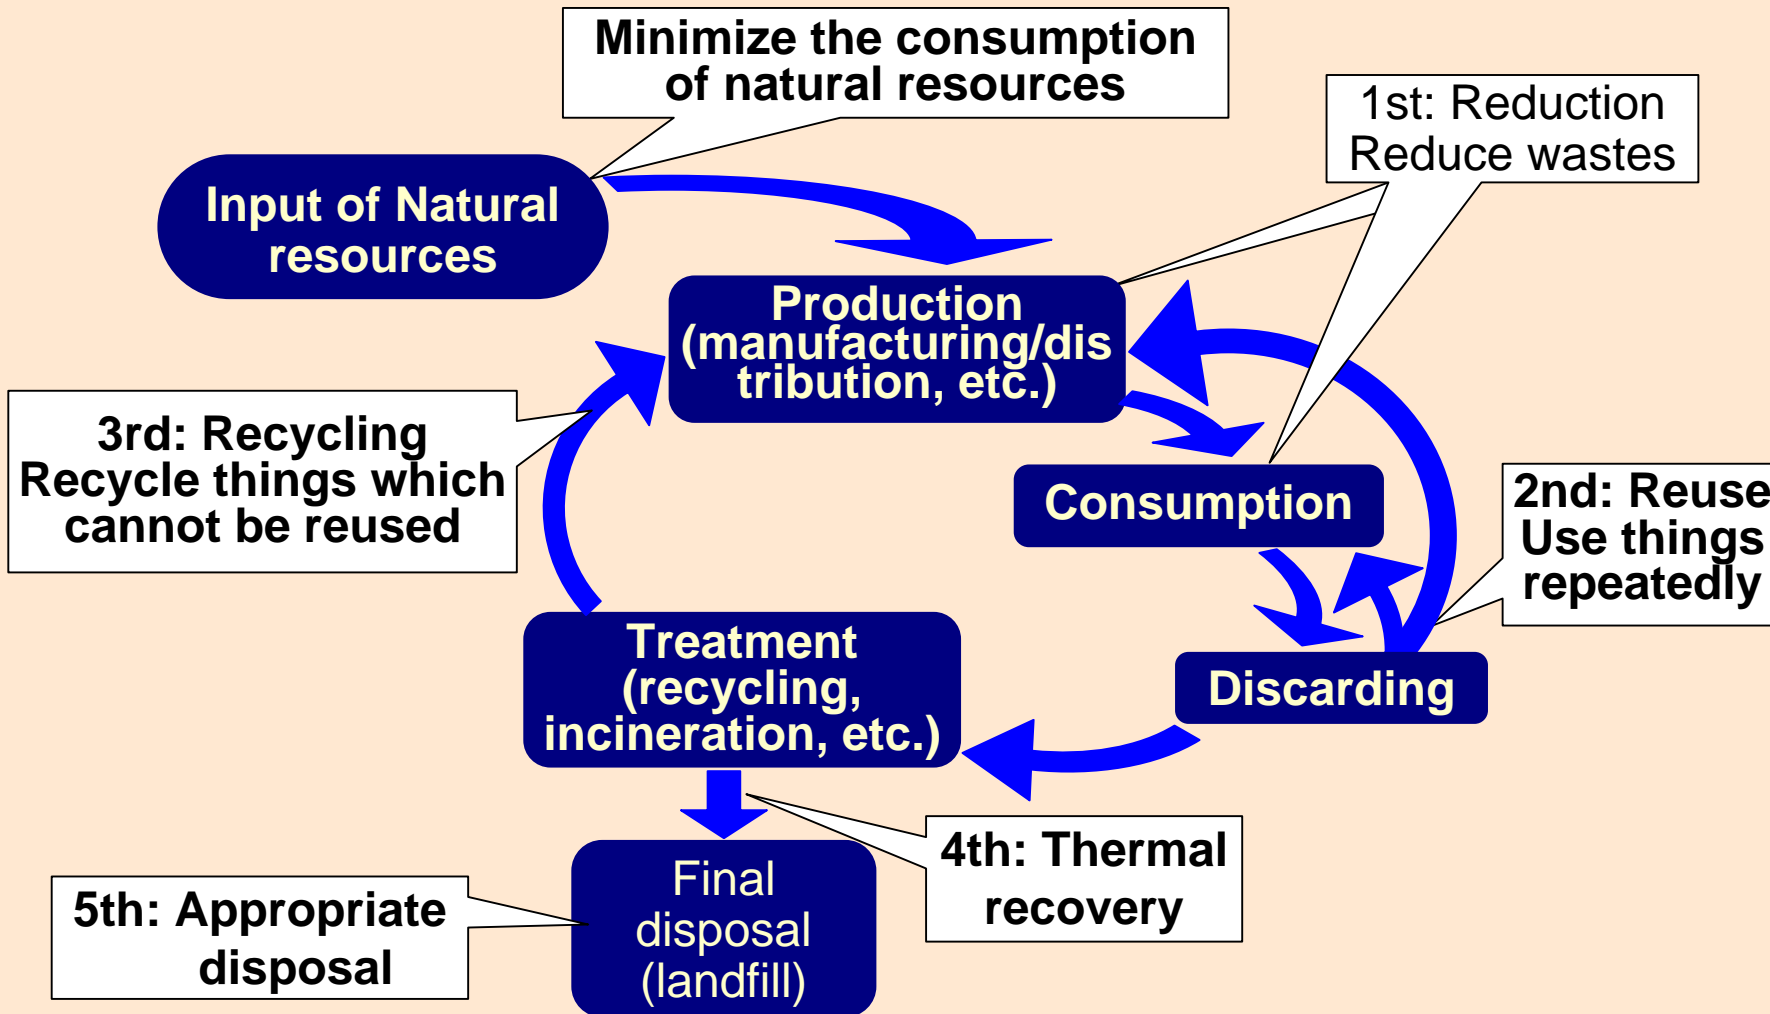 Minimize the consumption
of natural resources
1st: Reduction
Reduce wastes
Input of Natural
resources
Production
(manufacturing/dis
tribution, etc.)
3rd: Recycling
Recycle things which
cannot be reused
Consumption
2nd: Reuse
Use things
repeatedly
Treatment
(recycling,
incineration, etc.)
Discarding
4th: Thermal
recovery
Final
disposal
(landfill)
5th: Appropriate
disposal